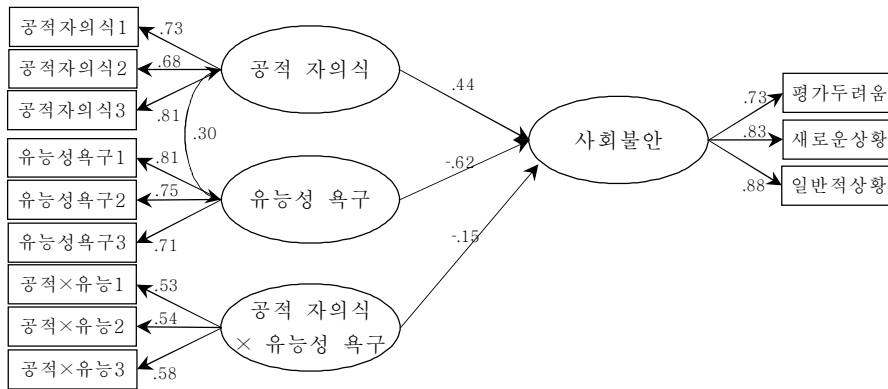 공적자의식1
공적자의식2
공적자의식3
유능성욕구1
유능성욕구2
유능성욕구3
공적×유능1
공적×유능2
공적×유능3
.73
.68
.81
.30
.81
.75
.71
.53
.54
.58
공적 자의식
유능성 욕구
공적 자의식
× 유능성 욕구
.44
-.62
-.15
사회불안
.73
.83
.88
평가두려움
새로운상황
일반적상황